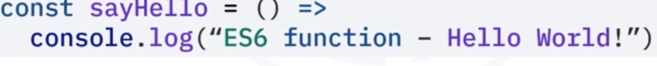 const sayHello = () =>
console.log(“ES6 function – Hello World!”)